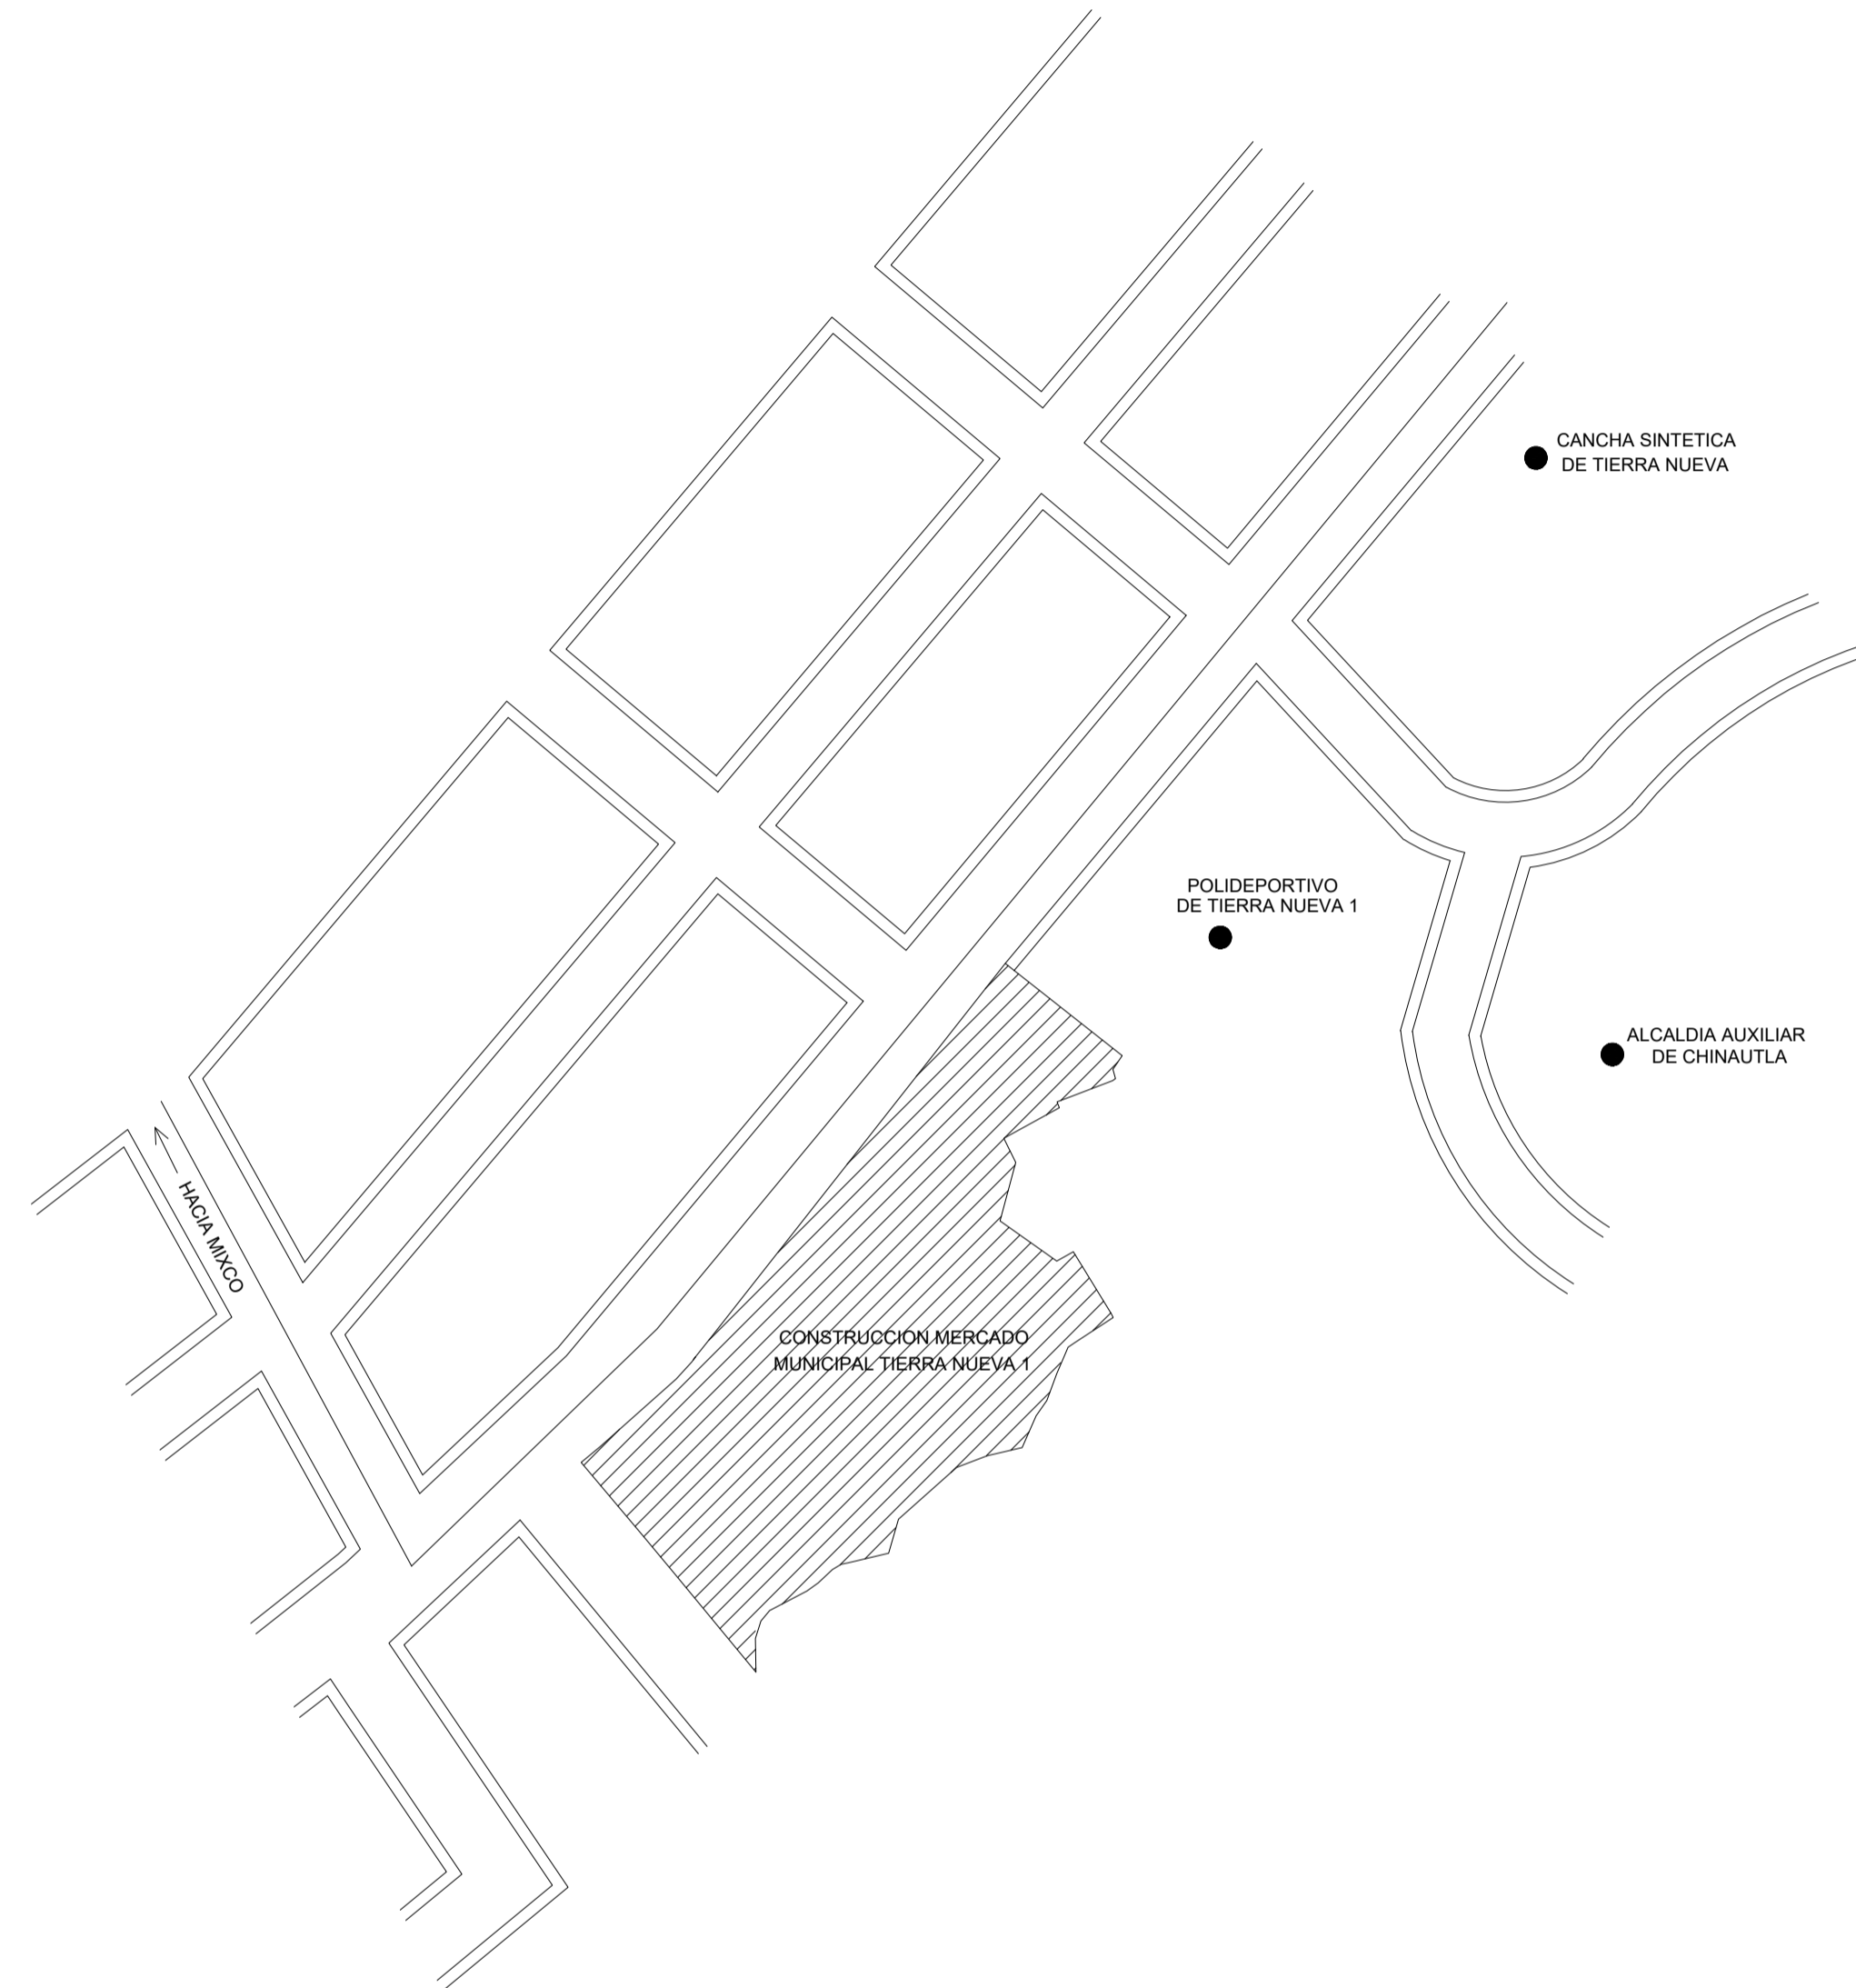 CANCHA SINTETICA
DE TIERRA NUEVA
POLIDEPORTIVO
DE TIERRA NUEVA 1
ALCALDIA AUXILIAR
DE CHINAUTLA
HACIA MIXCO
CONSTRUCCION MERCADO
MUNICIPAL TIERRA NUEVA 1